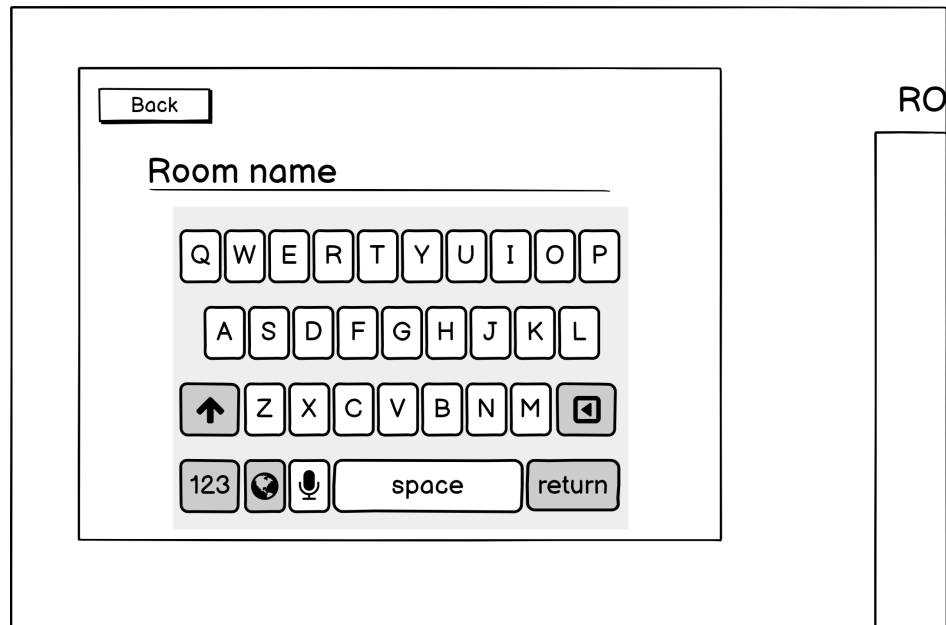 Back
RO
Room name
Q W E R T Y U I O P
A S D F G H J K L
Z X C V B N M
123 space return